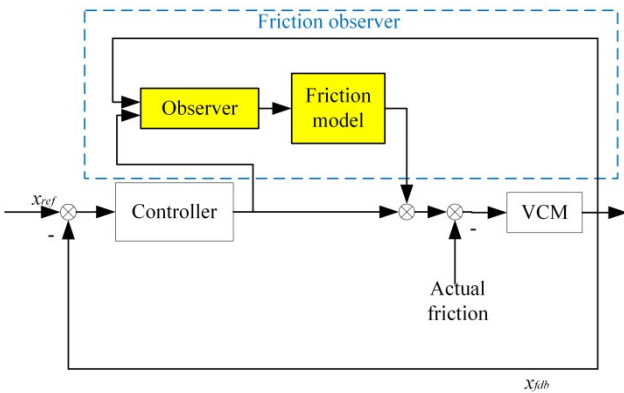 Friction observer
Observer
Friction
model
xref
-
Controller
-
VCM
Actual
friction
xfdb